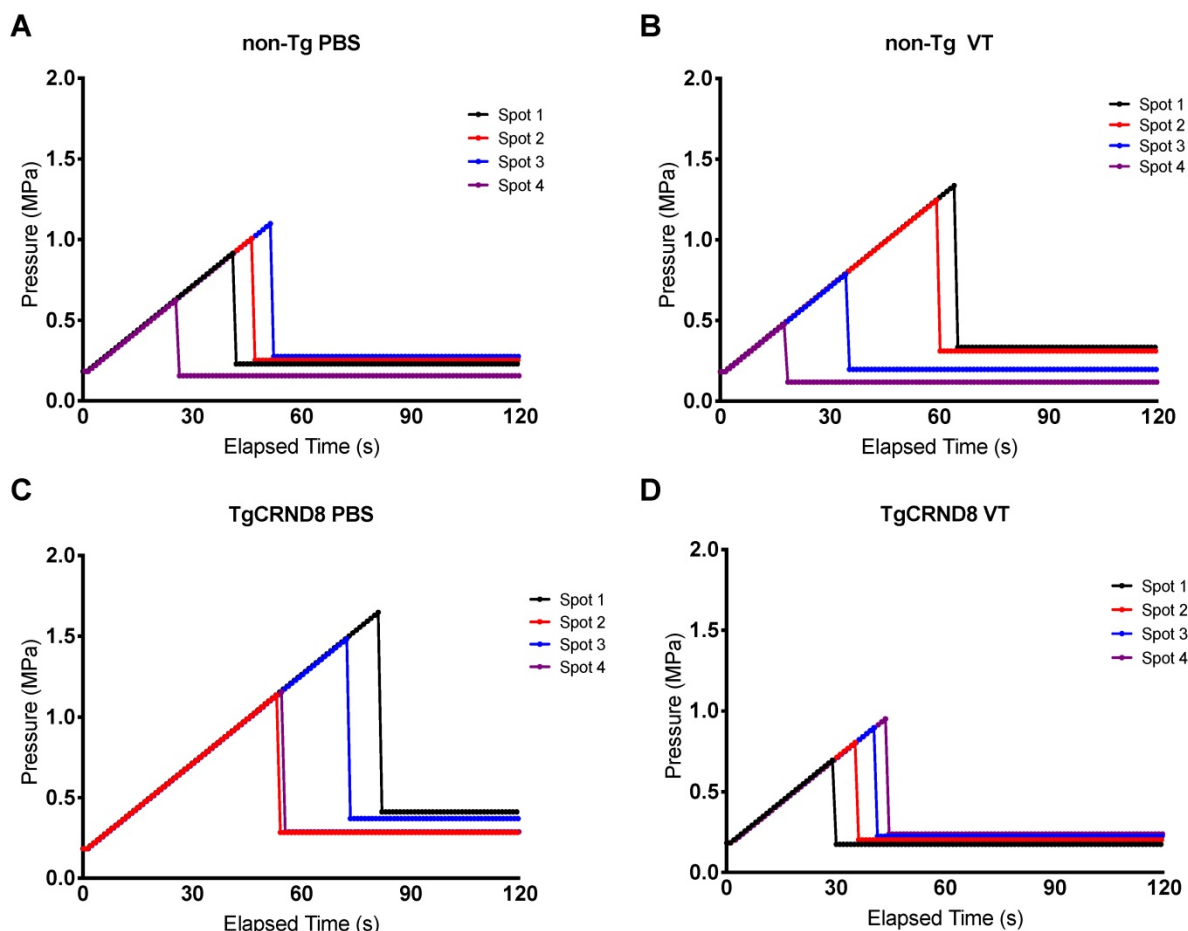 A
non-Tg PBS
2.0
1.5
1.0
0.5
0.0
Pressure (MPa)
0
30
60
90
120
Elapsed Time (s)
Spot 1
Spot 2
Spot 3
Spot 4
B
non-Tg VT
2.0
1.5
1.0
0.5
0.0
Pressure (MPa)
0
30
60
90
120
Elapsed Time (s)
Spot 1
Spot 2
Spot 3
Spot 4
C
TgCRND8 PBS
2.0
1.5
1.0
0.5
0.0
Pressure (MPa)
0
30
60
90
120
Elapsed Time (s)
Spot 1
Spot 2
Spot 3
Spot 4
D
TgCRND8 VT
2.0
1.5
1.0
0.5
0.0
Pressure (MPa)
0
30
60
90
120
Elapsed Time (s)
Spot 1
Spot 2
Spot 3
Spot 4